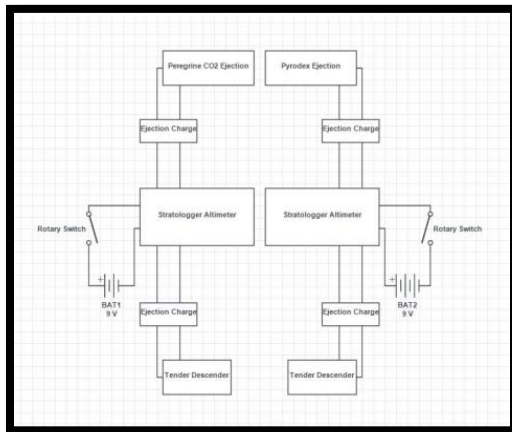 Peregrine CO2 Ejection
Pyrodex Ejection
Ejection Charge
Ejection Charge
Stratologger Altimeter
Stratologger Altimeter
Rotary Switch
Rotary Switch
+
+
BAT1
9 V
BAT2
9 V
Ejection Charge
Ejection Charge
Tender Descender
Tender Descender